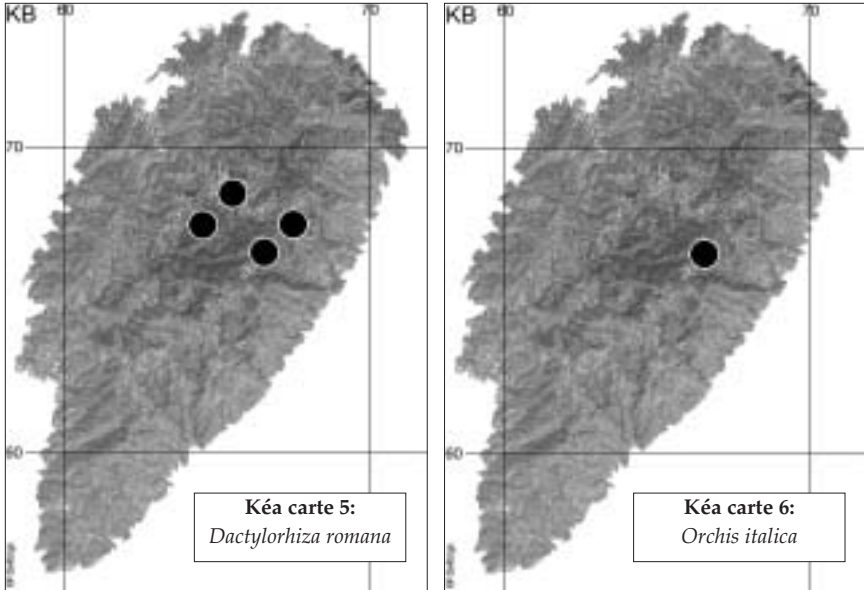 KB 60 70
70
60
Kéa carte 5:
Dactylorhiza romana
KB 60 70
70
60
Kéa carte 6:
Orchis italica